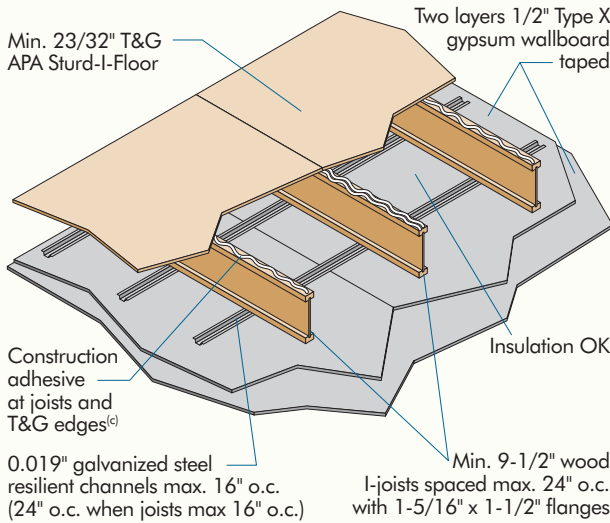 Min. 23/32" T&G
APA Sturd-I-Floor
Two layers 1/2" Type X
gypsum wallboard
taped
Insulation OK
Construction
adhesive
at joists and
T&G edges(c)
0.019" galvanized steel
resilient channels max. 16" o.c.
(24" o.c. when joists max 16" o.c.)
Min. 9-1/2" wood
I-joists spaced max. 24" o.c.
with 1-5/16" x 1-1/2" flanges